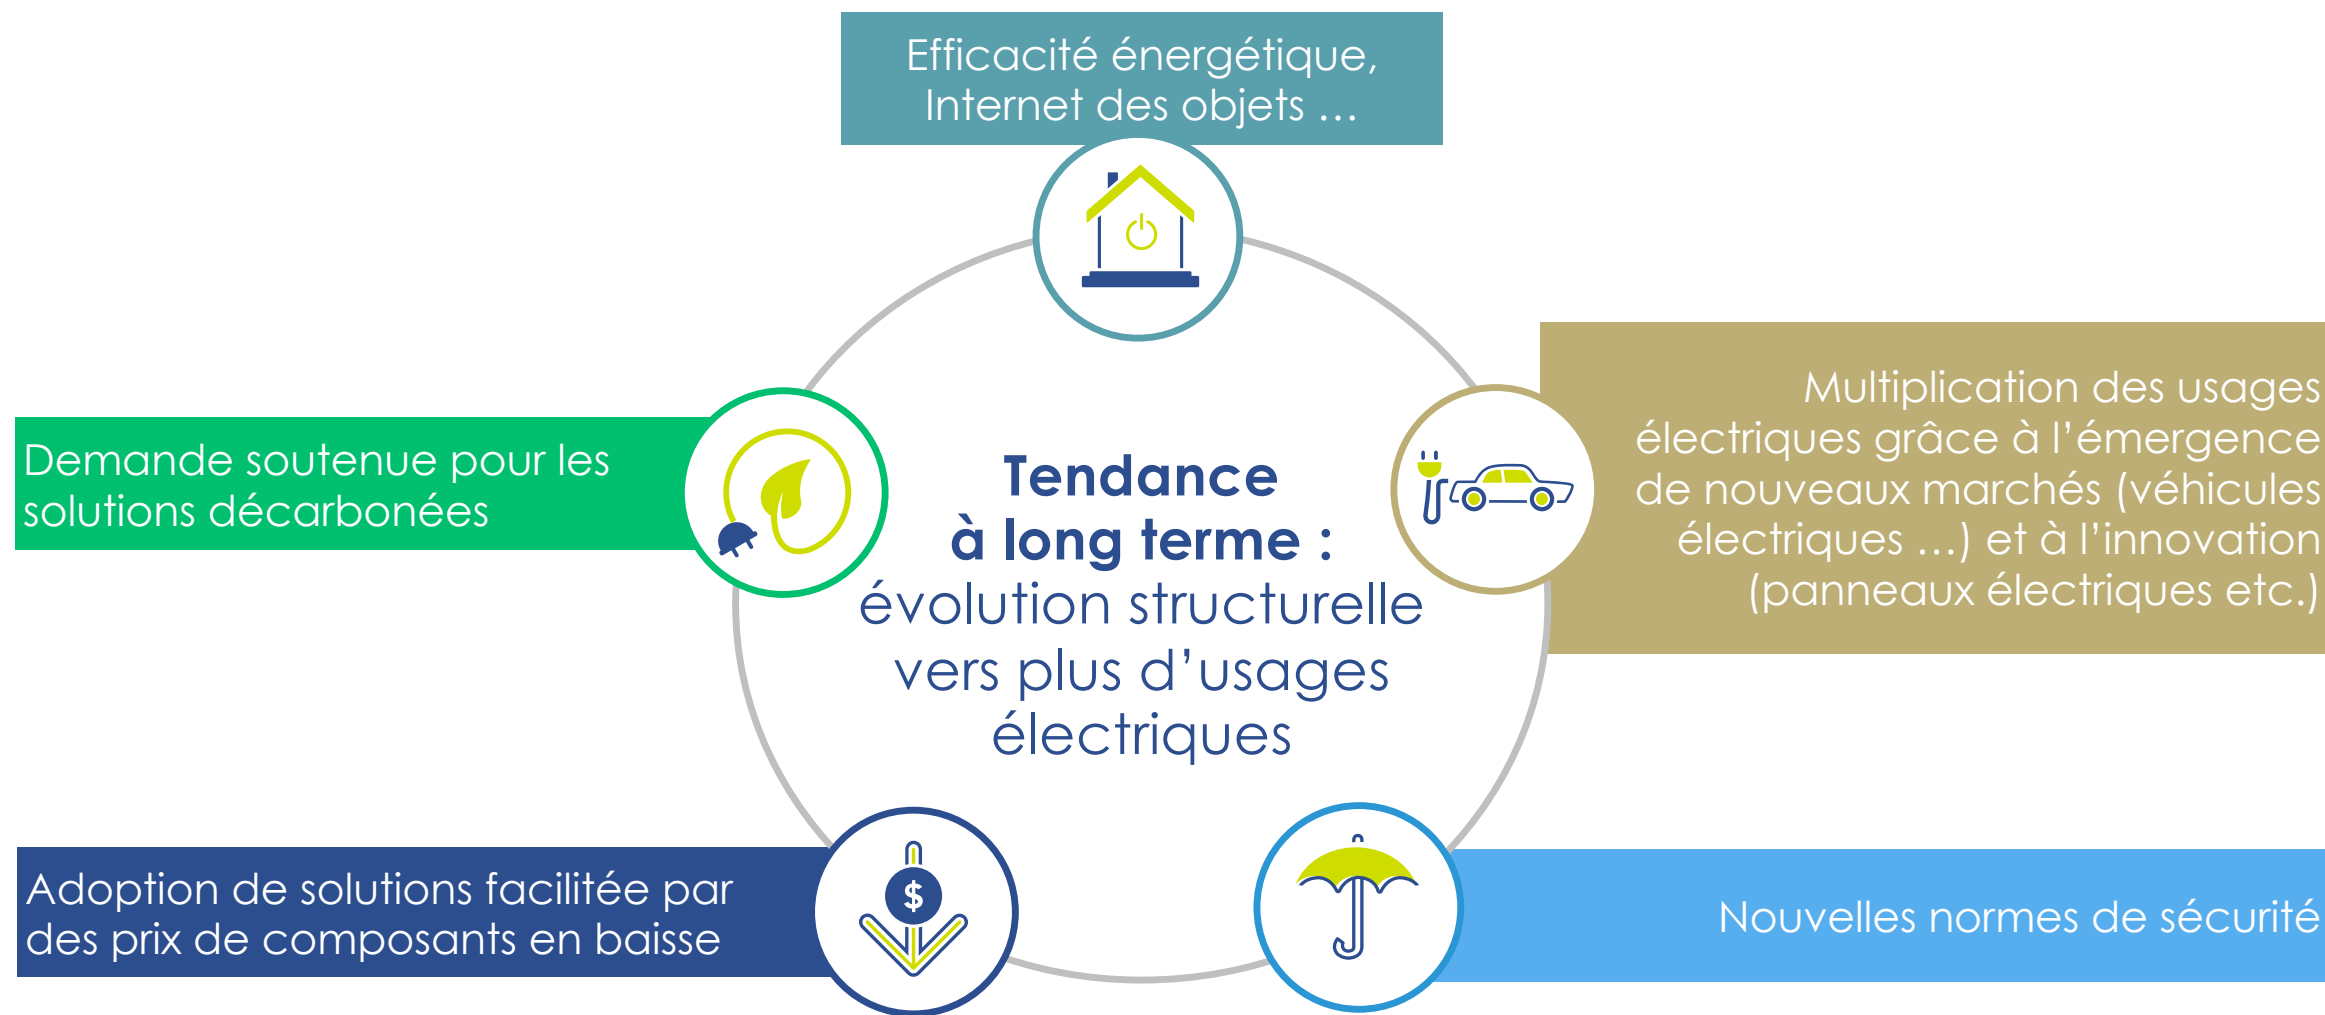 Efficacité énergétique,
Internet des objets …
Demande soutenue pour les
solutions décarbonées
Tendance
à long terme :
évolution structurelle
vers plus d’usages
électriques
Multiplication des usages
électriques grâce à l’émergence
de nouveaux marchés (véhicules
électriques …) et à l’innovation
(panneaux électriques etc.)
Adoption de solutions facilitée par
des prix de composants en baisse
$
Nouvelles normes de sécurité